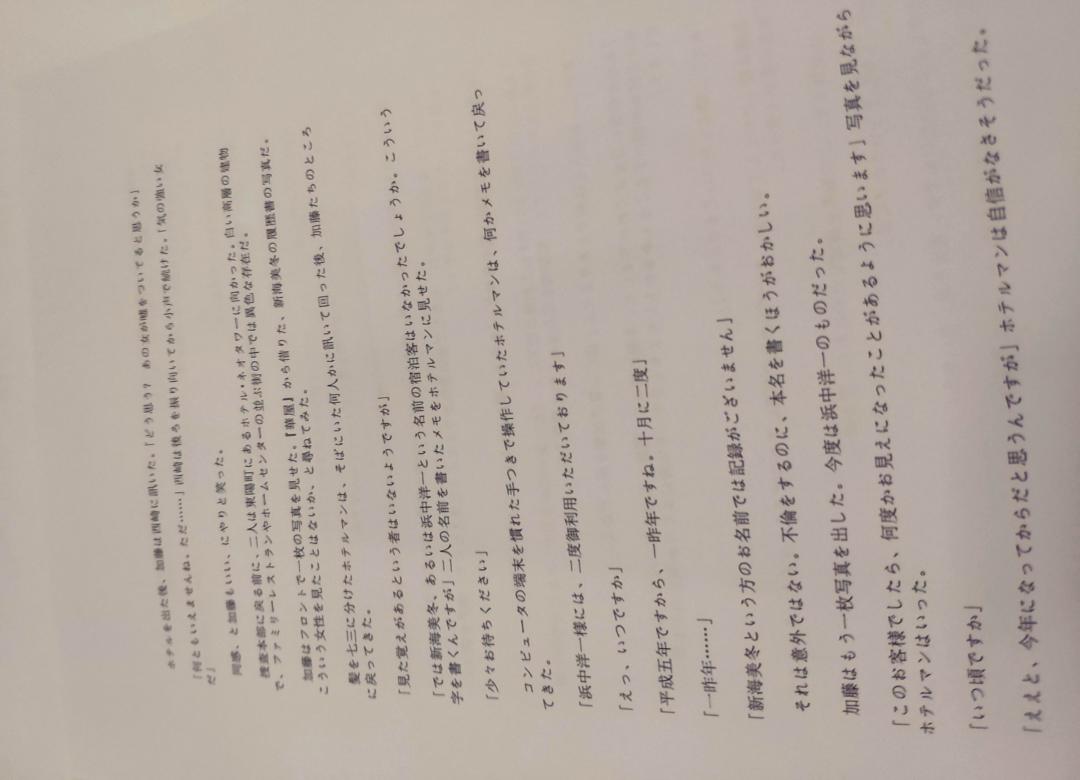 ホテルを出た後、加藤は西崎に訊いた。「どう思う? あの女が嘘をついてると思うか」
「何ともいえませんね。ただ……」西崎は後ろを振り向いてから小声で続けた。「気の強い女
だ」
同感、と加藤もいい、にやりと笑った。
捜査本部に戻る前に、二人は東陽町にあるホテル・ネオタワーに向かった。白い高層の建物
で、ファミリーレストランやホームセンターの並ぶ街の中では異色な存在だ。
加藤はフロントで一枚の写真を見せた。『華屋』から借りた、新海美冬の履歴書の写真だ。
こういう女性を見たことはないか、と尋ねてみた。
髪を七三に分けたホテルマンは、そばにいた何人かに訊いて回った後、加藤たちのところ
に戻ってきた。
「見た覚えがあるという者はいないようですが」
「では新海美冬、あるいは浜中洋一という名前の宿泊客はいなかったでしょうか。こういう
字を書くんですが」二人の名前を書いたメモをホテルマンに見せた。
「少々お待ちください」
コンピュータの端末を慣れた手つきで操作していたホテルマンは、何かメモを書いて戻っ
てきた。
「浜中洋一様には、二度御利用いただいております」
「えっ、いつですか」
「平成五年ですから、一昨年ですね。十月に二度」
「一昨年……」
「新海美冬という方のお名前では記録がございません」
それは意外ではない。不倫をするのに、本名を書くほうがおかしい。
加藤はもう一枚写真を出した。今度は浜中洋一のものだった。
「このお客様でしたら、何度かお見えになったことがあるように思います」写真を見ながら
ホテルマンはいった。
「いつ頃ですか」
「ええと、今年になってからだと思うんですが」ホテルマンは自信がなさそうだった。